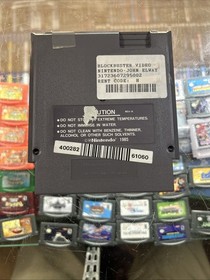 BLOCKBUSTER VIDEO
NINTENDO-JOHN ELWAY
RENT CODE: B
CAUTION
DO NOT STORE IN EXTREME TEMPERATURES.
DO NOT IMMERSE IN WATER.
DO NOT CLEAN WITH BENZENE, THINNER,
ALCOHOL OR OTHER SUCH SOLVENTS.
©Nintendo 1985
400282
61060